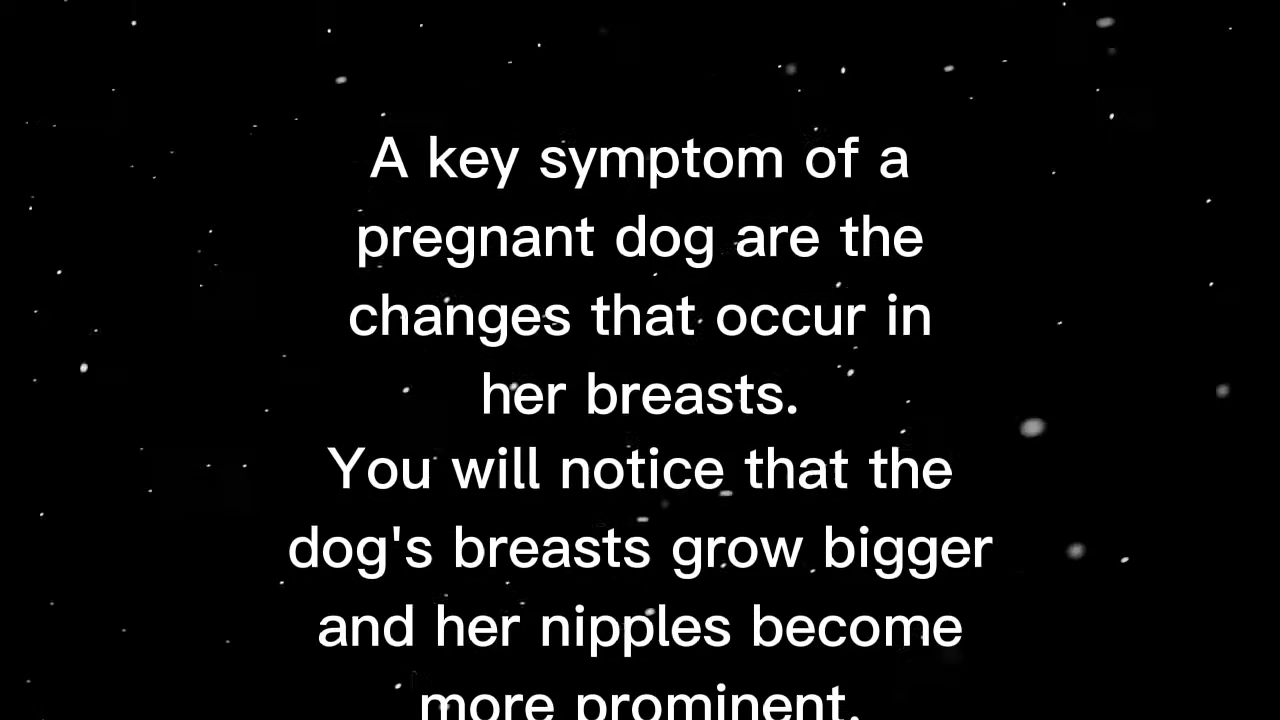 A key symptom of a
pregnant dog are the
changes that occur in
her breasts.
You will notice that the
dog's breasts grow bigger
and her nipples become
more prominent.